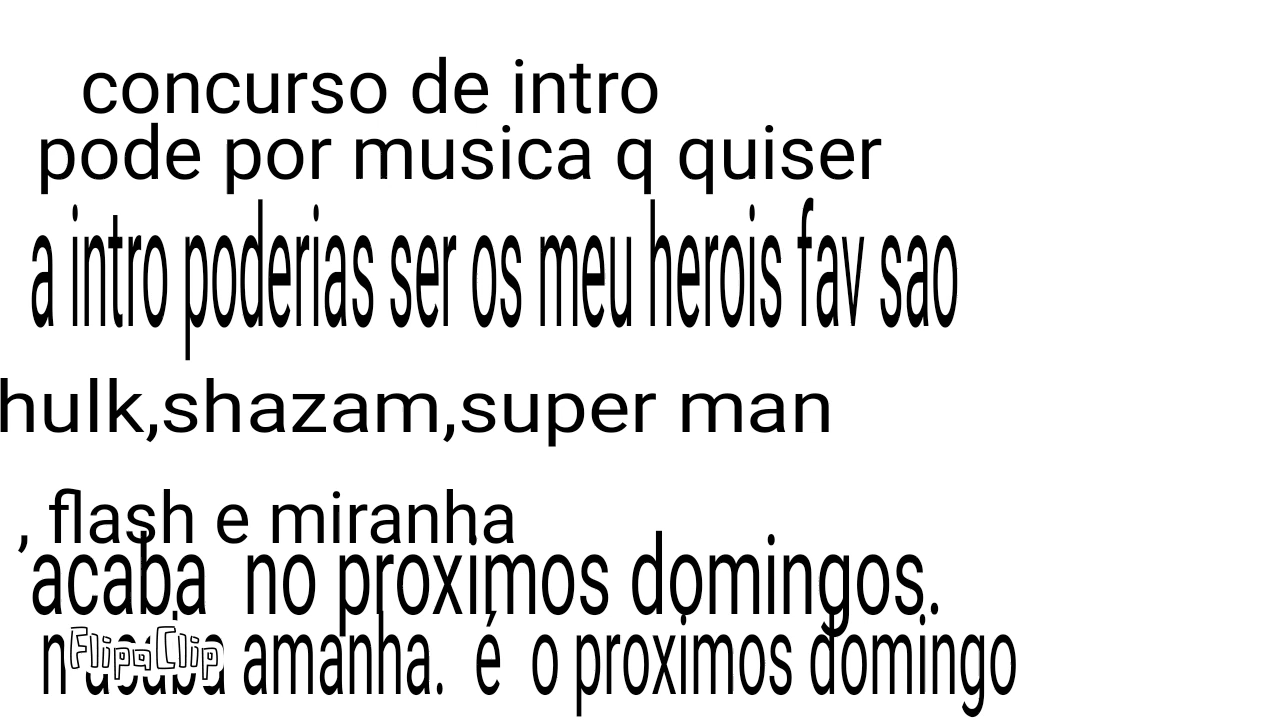 concurso de intro
pode por musica q quiser
a intro poderias ser os meu herois fav sao
hulk,shazam,super man
, flash e miranha
acaba no proximos domingos.
n acaba amanha. é o proximos domingo
FlipaClip